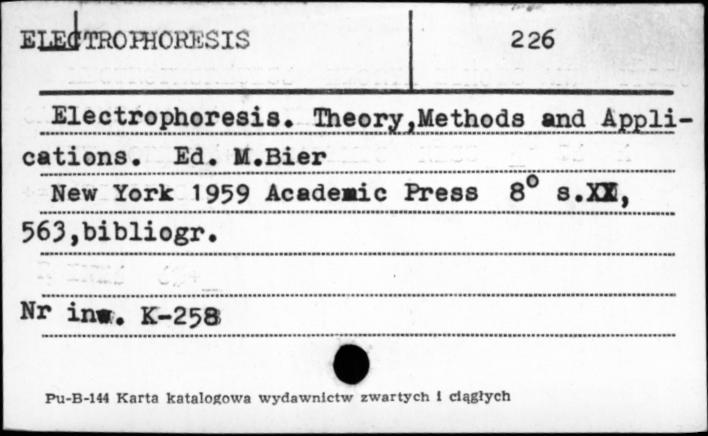 ELECTROPHORESIS 226
Electrophoresis. Theory,Methods and Appli-
cations. Ed. M.Bier
New York 1959 Academic Press 8° s.XX,
563,bibliogr.
Nr inw. K-258
Pu-B-144 Karta katalogowa wydawnictw zwartych i ciągłych